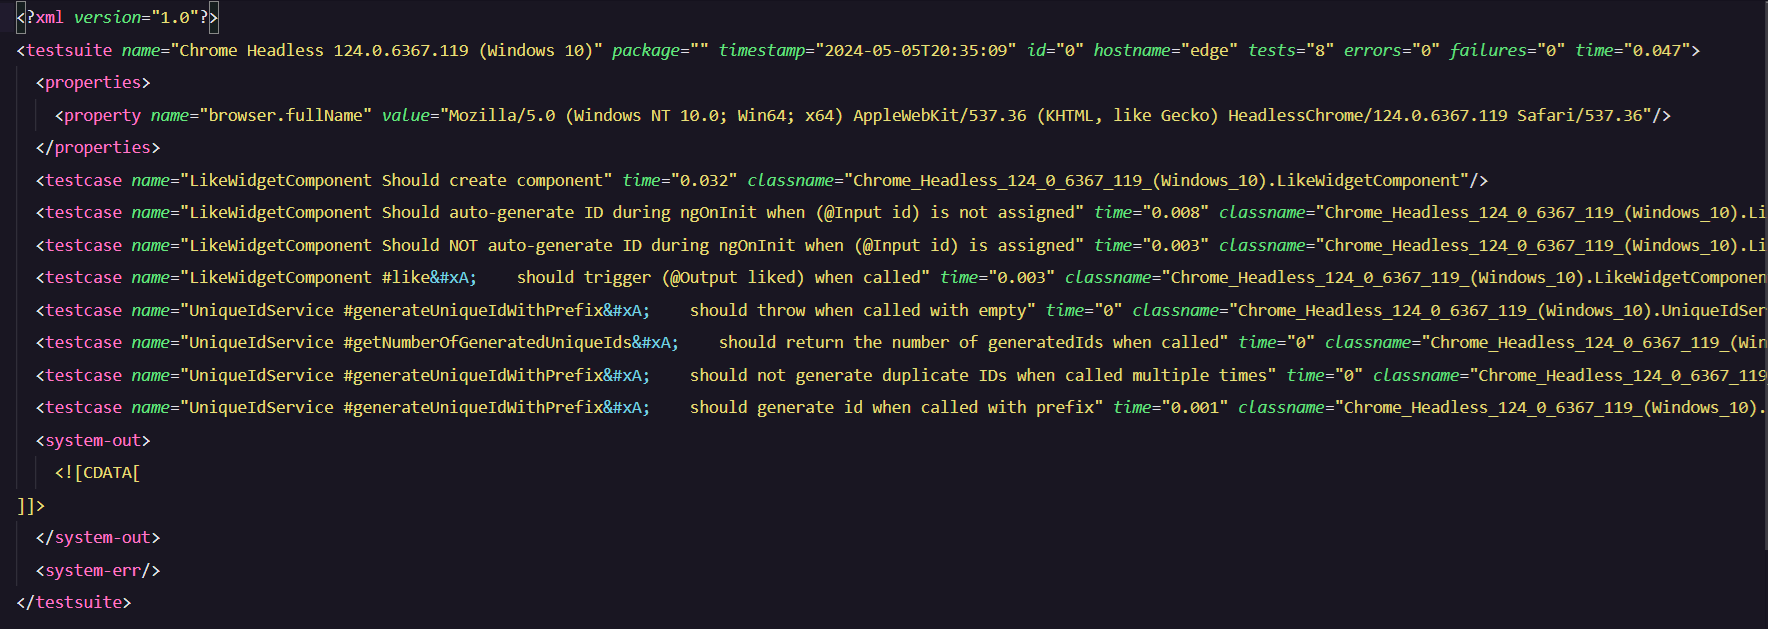 <?xml version="1.0"?>
<testsuite name="Chrome Headless 124.0.6367.119 (Windows 10)" package="" timestamp="2024-05-05T20:35:09" id="0" hostname="edge" tests="8" errors="0" failures="0" time="0.047">
<properties>
<property name="browser.fullName" value="Mozilla/5.0 (Windows NT 10.0; Win64; x64) AppleWebKit/537.36 (KHTML, like Gecko) HeadlessChrome/124.0.6367.119 Safari/537.36"/>
</properties>
<testcase name="LikeWidgetComponent Should create component" time="0.032" classname="Chrome_Headless_124_0_6367_119_(Windows_10).LikeWidgetComponent"/>
<testcase name="LikeWidgetComponent Should auto-generate ID during ngOnInit when (@Input id) is not assigned" time="0.008" classname="Chrome_Headless_124_0_6367_119_(Windows_10).Li
<testcase name="LikeWidgetComponent Should NOT auto-generate ID during ngOnInit when (@Input id) is assigned" time="0.003" classname="Chrome_Headless_124_0_6367_119_(Windows_10).Li
<testcase name="LikeWidgetComponent #like&#xA;    should trigger (@Output liked) when called" time="0.003" classname="Chrome_Headless_124_0_6367_119_(Windows_10).LikeWidgetComponen
<testcase name="UniqueIdService #generateUniqueIdWithPrefix&#xA;    should throw when called with empty" time="0" classname="Chrome_Headless_124_0_6367_119_(Windows_10).UniqueIdSer
<testcase name="UniqueIdService #getNumberOfGeneratedUniqueIds&#xA;    should return the number of generatedIds when called" time="0" classname="Chrome_Headless_124_0_6367_119_(Win
<testcase name="UniqueIdService #generateUniqueIdWithPrefix&#xA;    should not generate duplicate IDs when called multiple times" time="0" classname="Chrome_Headless_124_0_6367_119
<testcase name="UniqueIdService #generateUniqueIdWithPrefix&#xA;    should generate id when called with prefix" time="0.001" classname="Chrome_Headless_124_0_6367_119_(Windows_10).
<system-out>
<![CDATA[
]]>
</system-out>
<system-err/>
</testsuite>